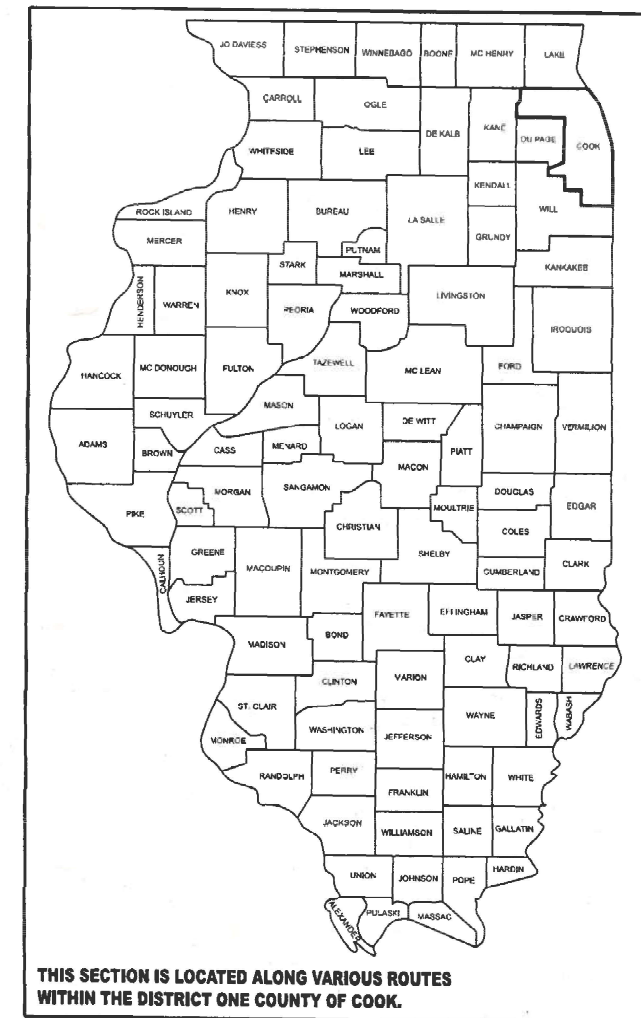 JO DAVIESS STEPHENSON WINNEBAGO BOONE MC HENRY LAKE
CARROLL OGLE DE KALB KANE DU PAGE COOK
WHITESIDE LEE
KENDALL
ROCK ISLAND HENRY BUREAU LA SALLE WILL
MERCER PUTNAM GRUNDY
STARK MARSHALL KANKAKEE
HENDERSON WARREN KNOX PEORIA WOODFORD LIVINGSTON
IROQUOIS
HANCOCK MC DONOUGH FULTON TAZEWELL MC LEAN FORD
MASON
SCHUYLER LOGAN DE WITT CHAMPAIGN VERMILION
ADAMS BROWN CASS MENARD PIATT
MACON
PIKE SCOTT MORGAN SANGAMON MOULTRIE DOUGLAS EDGAR
CHRISTIAN COLES
CALHOUN GREENE MACOUPIN MONTGOMERY SHELBY CUMBERLAND CLARK
JERSEY
FAYETTE EFFINGHAM JASPER CRAWFORD
MADISON BOND
CLAY RICHLAND LAWRENCE
CLINTON MARION
ST. CLAIR WAYNE EDWARDS WABASH
MONROE WASHINGTON JEFFERSON
RANDOLPH PERRY HAMILTON WHITE
FRANKLIN
JACKSON WILLIAMSON SALINE GALLATIN
UNION JOHNSON POPE HARDIN
ALEXANDER PULASKI MASSAC
THIS SECTION IS LOCATED ALONG VARIOUS ROUTES
WITHIN THE DISTRICT ONE COUNTY OF COOK.